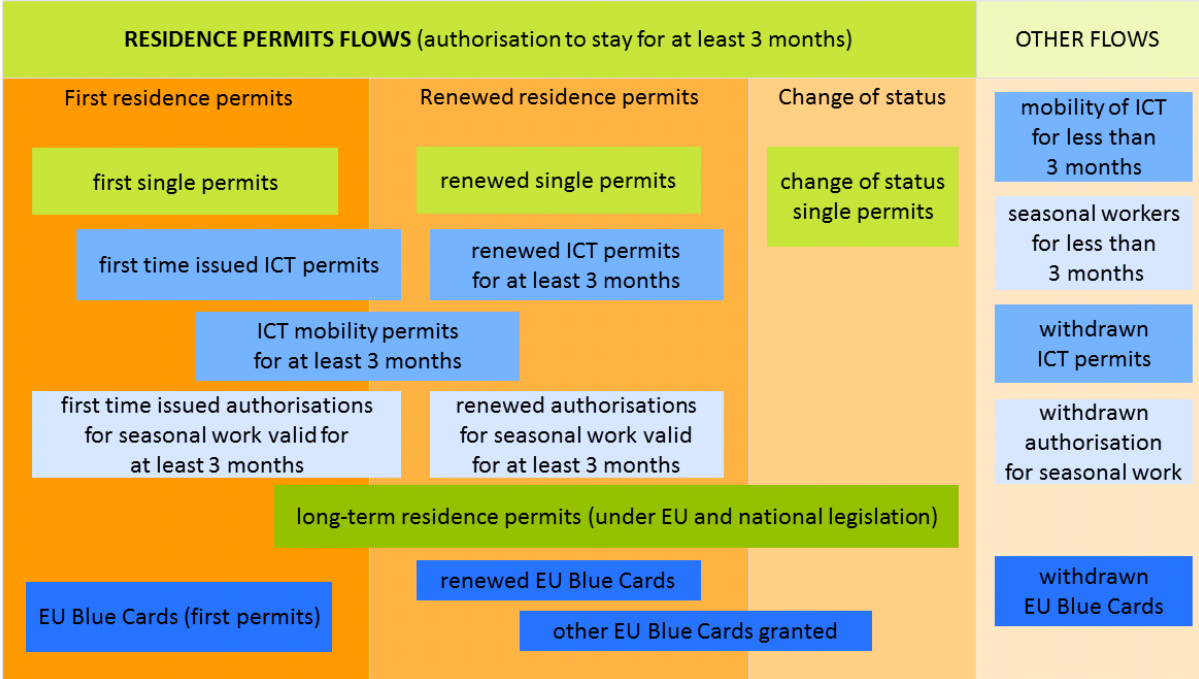 RESIDENCE PERMITS FLOWS (authorisation to stay for at least 3 months)
OTHER FLOWS
First residence permits
Renewed residence permits
Change of status
first single permits
renewed single permits
change of status
single permits
first time issued ICT permits
renewed ICT permits
for at least 3 months
ICT mobility permits
for at least 3 months
first time issued authorisations
for seasonal work valid for
at least 3 months
renewed authorisations
for seasonal work valid
for at least 3 months
long-term residence permits (under EU and national legislation)
EU Blue Cards (first permits)
renewed EU Blue Cards
other EU Blue Cards granted
mobility of ICT
for less than
3 months
seasonal workers
for less than
3 months
withdrawn
ICT permits
withdrawn
authorisation
for seasonal work
withdrawn
EU Blue Cards